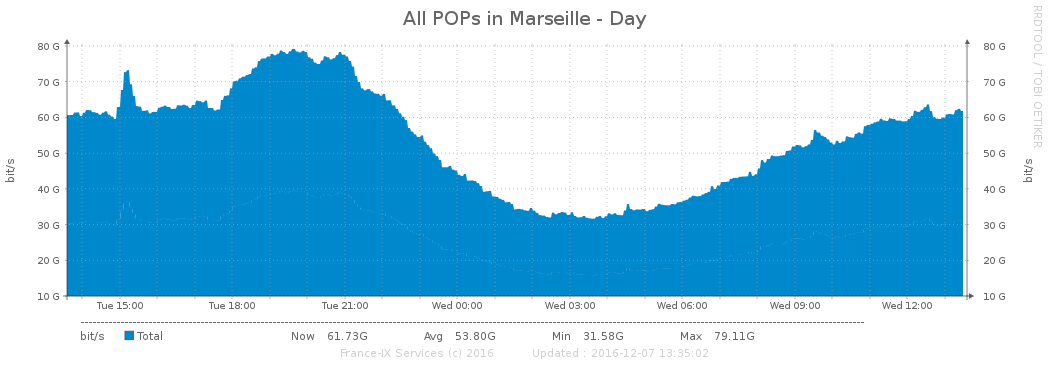 All POPs in Marseille - Day
RRDTOOL / TOBI OETIKER
80 G 80 G
70 G 70 G
60 G 60 G
50 G 50 G
40 G 40 G
30 G 30 G
20 G 20 G
10 G 10 G
bit/s
bit/s
Tue 15:00 Tue 18:00 Tue 21:00 Wed 00:00 Wed 03:00 Wed 06:00 Wed 09:00 Wed 12:00
bit/s Total Now 61.73G Avg 53.80G Min 31.58G Max 79.11G
France-IX Services (c) 2016 Updated : 2016-12-07 13:35:02